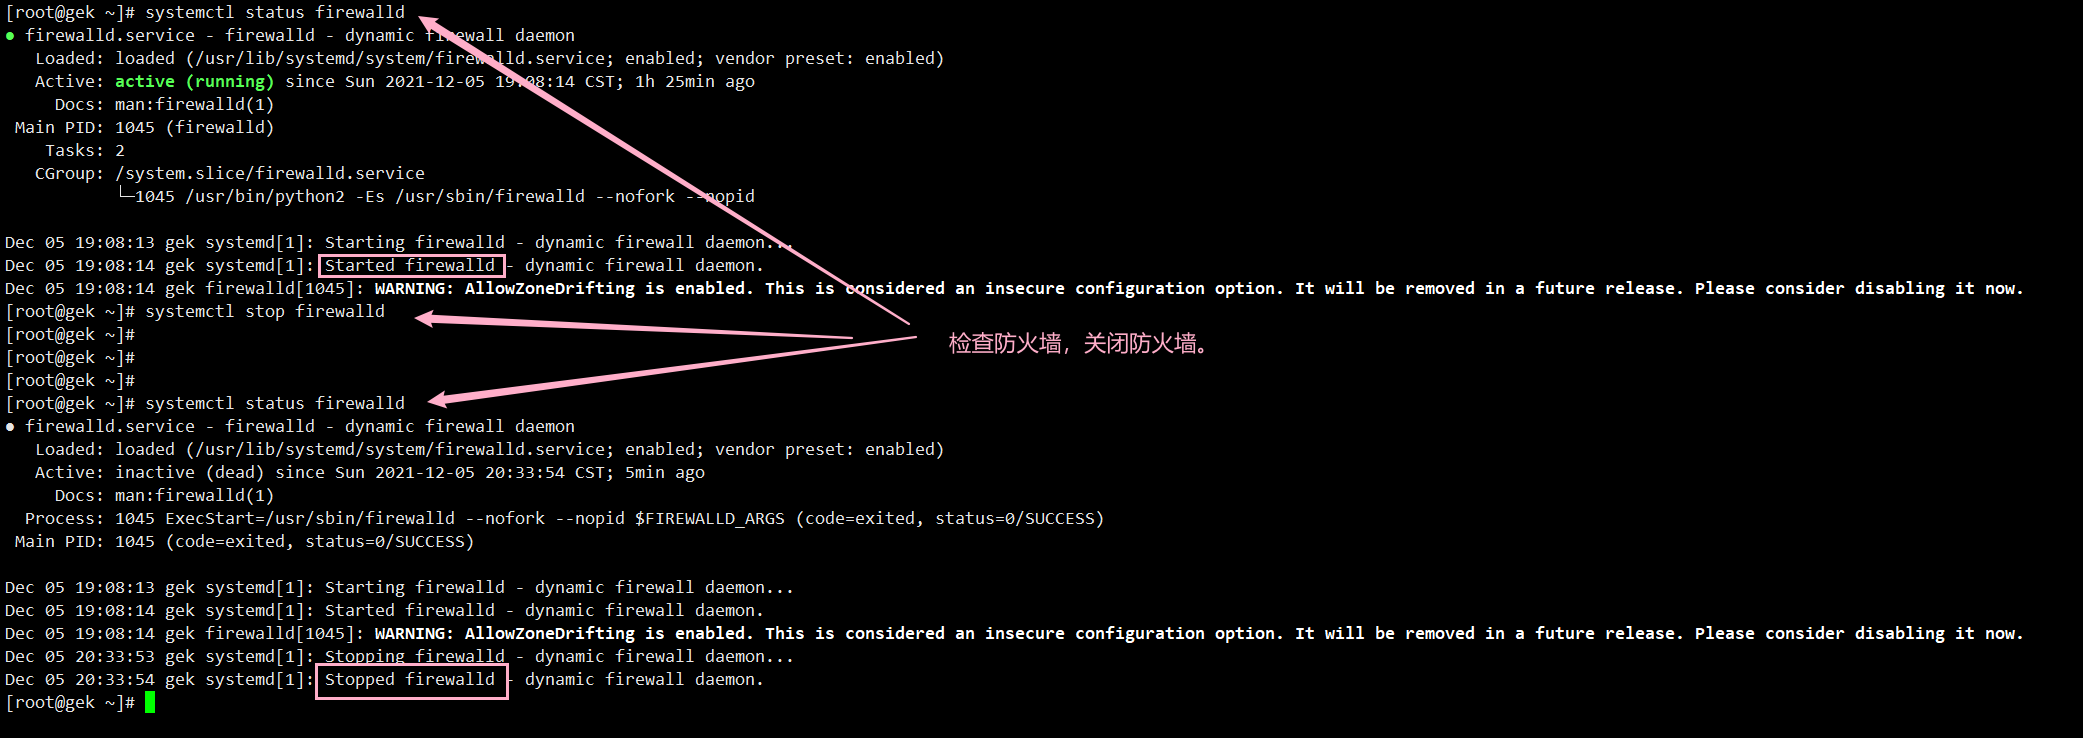 [root@gek ~]# systemctl status firewalld
● firewalld.service - firewalld - dynamic firewall daemon
   Loaded: loaded (/usr/lib/systemd/system/firewalld.service; enabled; vendor preset: enabled)
   Active: active (running) since Sun 2021-12-05 19:08:14 CST; 1h 25min ago
     Docs: man:firewalld(1)
 Main PID: 1045 (firewalld)
    Tasks: 2
   CGroup: /system.slice/firewalld.service
           └─1045 /usr/bin/python2 -Es /usr/sbin/firewalld --nofork --nopid
Dec 05 19:08:13 gek systemd[1]: Starting firewalld - dynamic firewall daemon...
Dec 05 19:08:14 gek systemd[1]: Started firewalld - dynamic firewall daemon.
Dec 05 19:08:14 gek firewalld[1045]: WARNING: AllowZoneDrifting is enabled. This is considered an insecure configuration option. It will be removed in a future release. Please consider disabling it now.
[root@gek ~]# systemctl stop firewalld
[root@gek ~]#
检查防火墙，关闭防火墙。
[root@gek ~]#
[root@gek ~]#
[root@gek ~]# systemctl status firewalld
● firewalld.service - firewalld - dynamic firewall daemon
   Loaded: loaded (/usr/lib/systemd/system/firewalld.service; enabled; vendor preset: enabled)
   Active: inactive (dead) since Sun 2021-12-05 20:33:54 CST; 5min ago
     Docs: man:firewalld(1)
  Process: 1045 ExecStart=/usr/sbin/firewalld --nofork --nopid $FIREWALLD_ARGS (code=exited, status=0/SUCCESS)
 Main PID: 1045 (code=exited, status=0/SUCCESS)
Dec 05 19:08:13 gek systemd[1]: Starting firewalld - dynamic firewall daemon...
Dec 05 19:08:14 gek systemd[1]: Started firewalld - dynamic firewall daemon.
Dec 05 19:08:14 gek firewalld[1045]: WARNING: AllowZoneDrifting is enabled. This is considered an insecure configuration option. It will be removed in a future release. Please consider disabling it now.
Dec 05 20:33:53 gek systemd[1]: Stopping firewalld - dynamic firewall daemon...
Dec 05 20:33:54 gek systemd[1]: Stopped firewalld - dynamic firewall daemon.
[root@gek ~]#